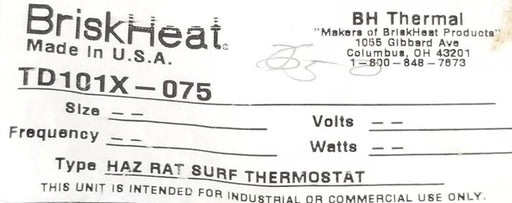 BriskHeat
Made in U.S.A.
BH Thermal
"Makers of BriskHeat Products"
1055 Gibbard Ave
Columbus, OH 43201
1-800-848-7673
TD101X-075
Size --
Volts --
Frequency --
Watts --
Type HAZ RAT SURF THERMOSTAT
THIS UNIT IS INTENDED FOR INDUSTRIAL OR COMMERCIAL USE ONLY.